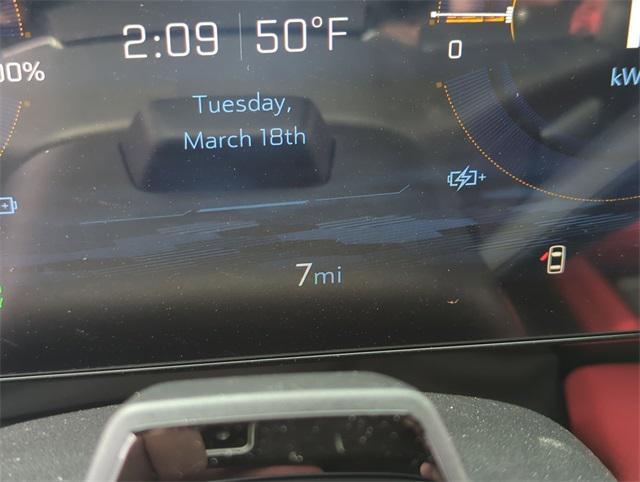 2:09 50°F
00%
0
kW
Tuesday,
March 18th
7mi